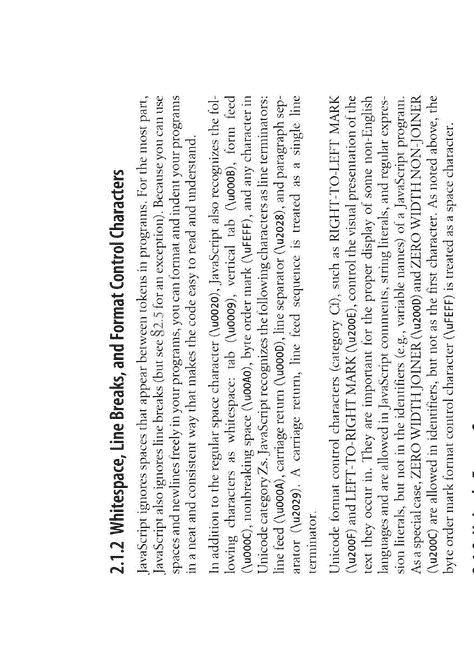 2.1.2 Whitespace, Line Breaks, and Format Control Characters
JavaScript ignores spaces that appear between tokens in programs. For the most part,
JavaScript also ignores line breaks (but see §2.5 for an exception). Because you can use
spaces and newlines freely in your programs, you can format and indent your programs
in a neat and consistent way that makes the code easy to read and understand.
In addition to the regular space character (\u0020), JavaScript also recognizes the fol-
lowing characters as whitespace: tab (\u0009), vertical tab (\u000B), form feed
(\u000C), nonbreaking space (\u00A0), byte order mark (\uFEFF), and any character in
Unicode category Zs. JavaScript recognizes the following characters as line terminators:
line feed (\u000A), carriage return (\u000D), line separator (\u2028), and paragraph sep-
arator (\u2029). A carriage return, line feed sequence is treated as a single line
terminator.
Unicode format control characters (category Cf), such as RIGHT-TO-LEFT MARK
(\u200F) and LEFT-TO-RIGHT MARK (\u200E), control the visual presentation of the
text they occur in. They are important for the proper display of some non-English
languages and are allowed in JavaScript comments, string literals, and regular expres-
sion literals, but not in the identifiers (e.g., variable names) of a JavaScript program.
As a special case, ZERO WIDTH JOINER (\u200D) and ZERO WIDTH NON-JOINER
(\u200C) are allowed in identifiers, but not as the first character. As noted above, the
byte order mark format control character (\uFEFF) is treated as a space character.